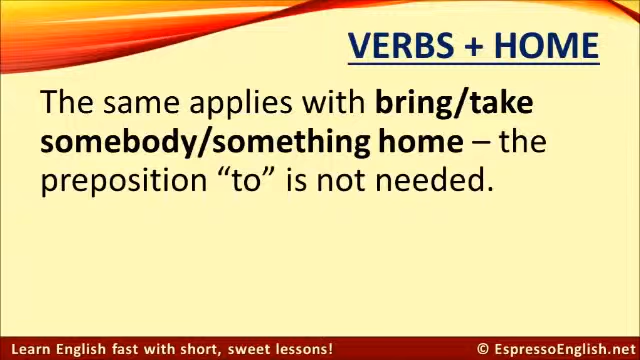 VERBS + HOME
The same applies with bring/take
somebody/something home – the
preposition “to” is not needed.
Learn English fast with short, sweet lessons!
© EspressoEnglish.net